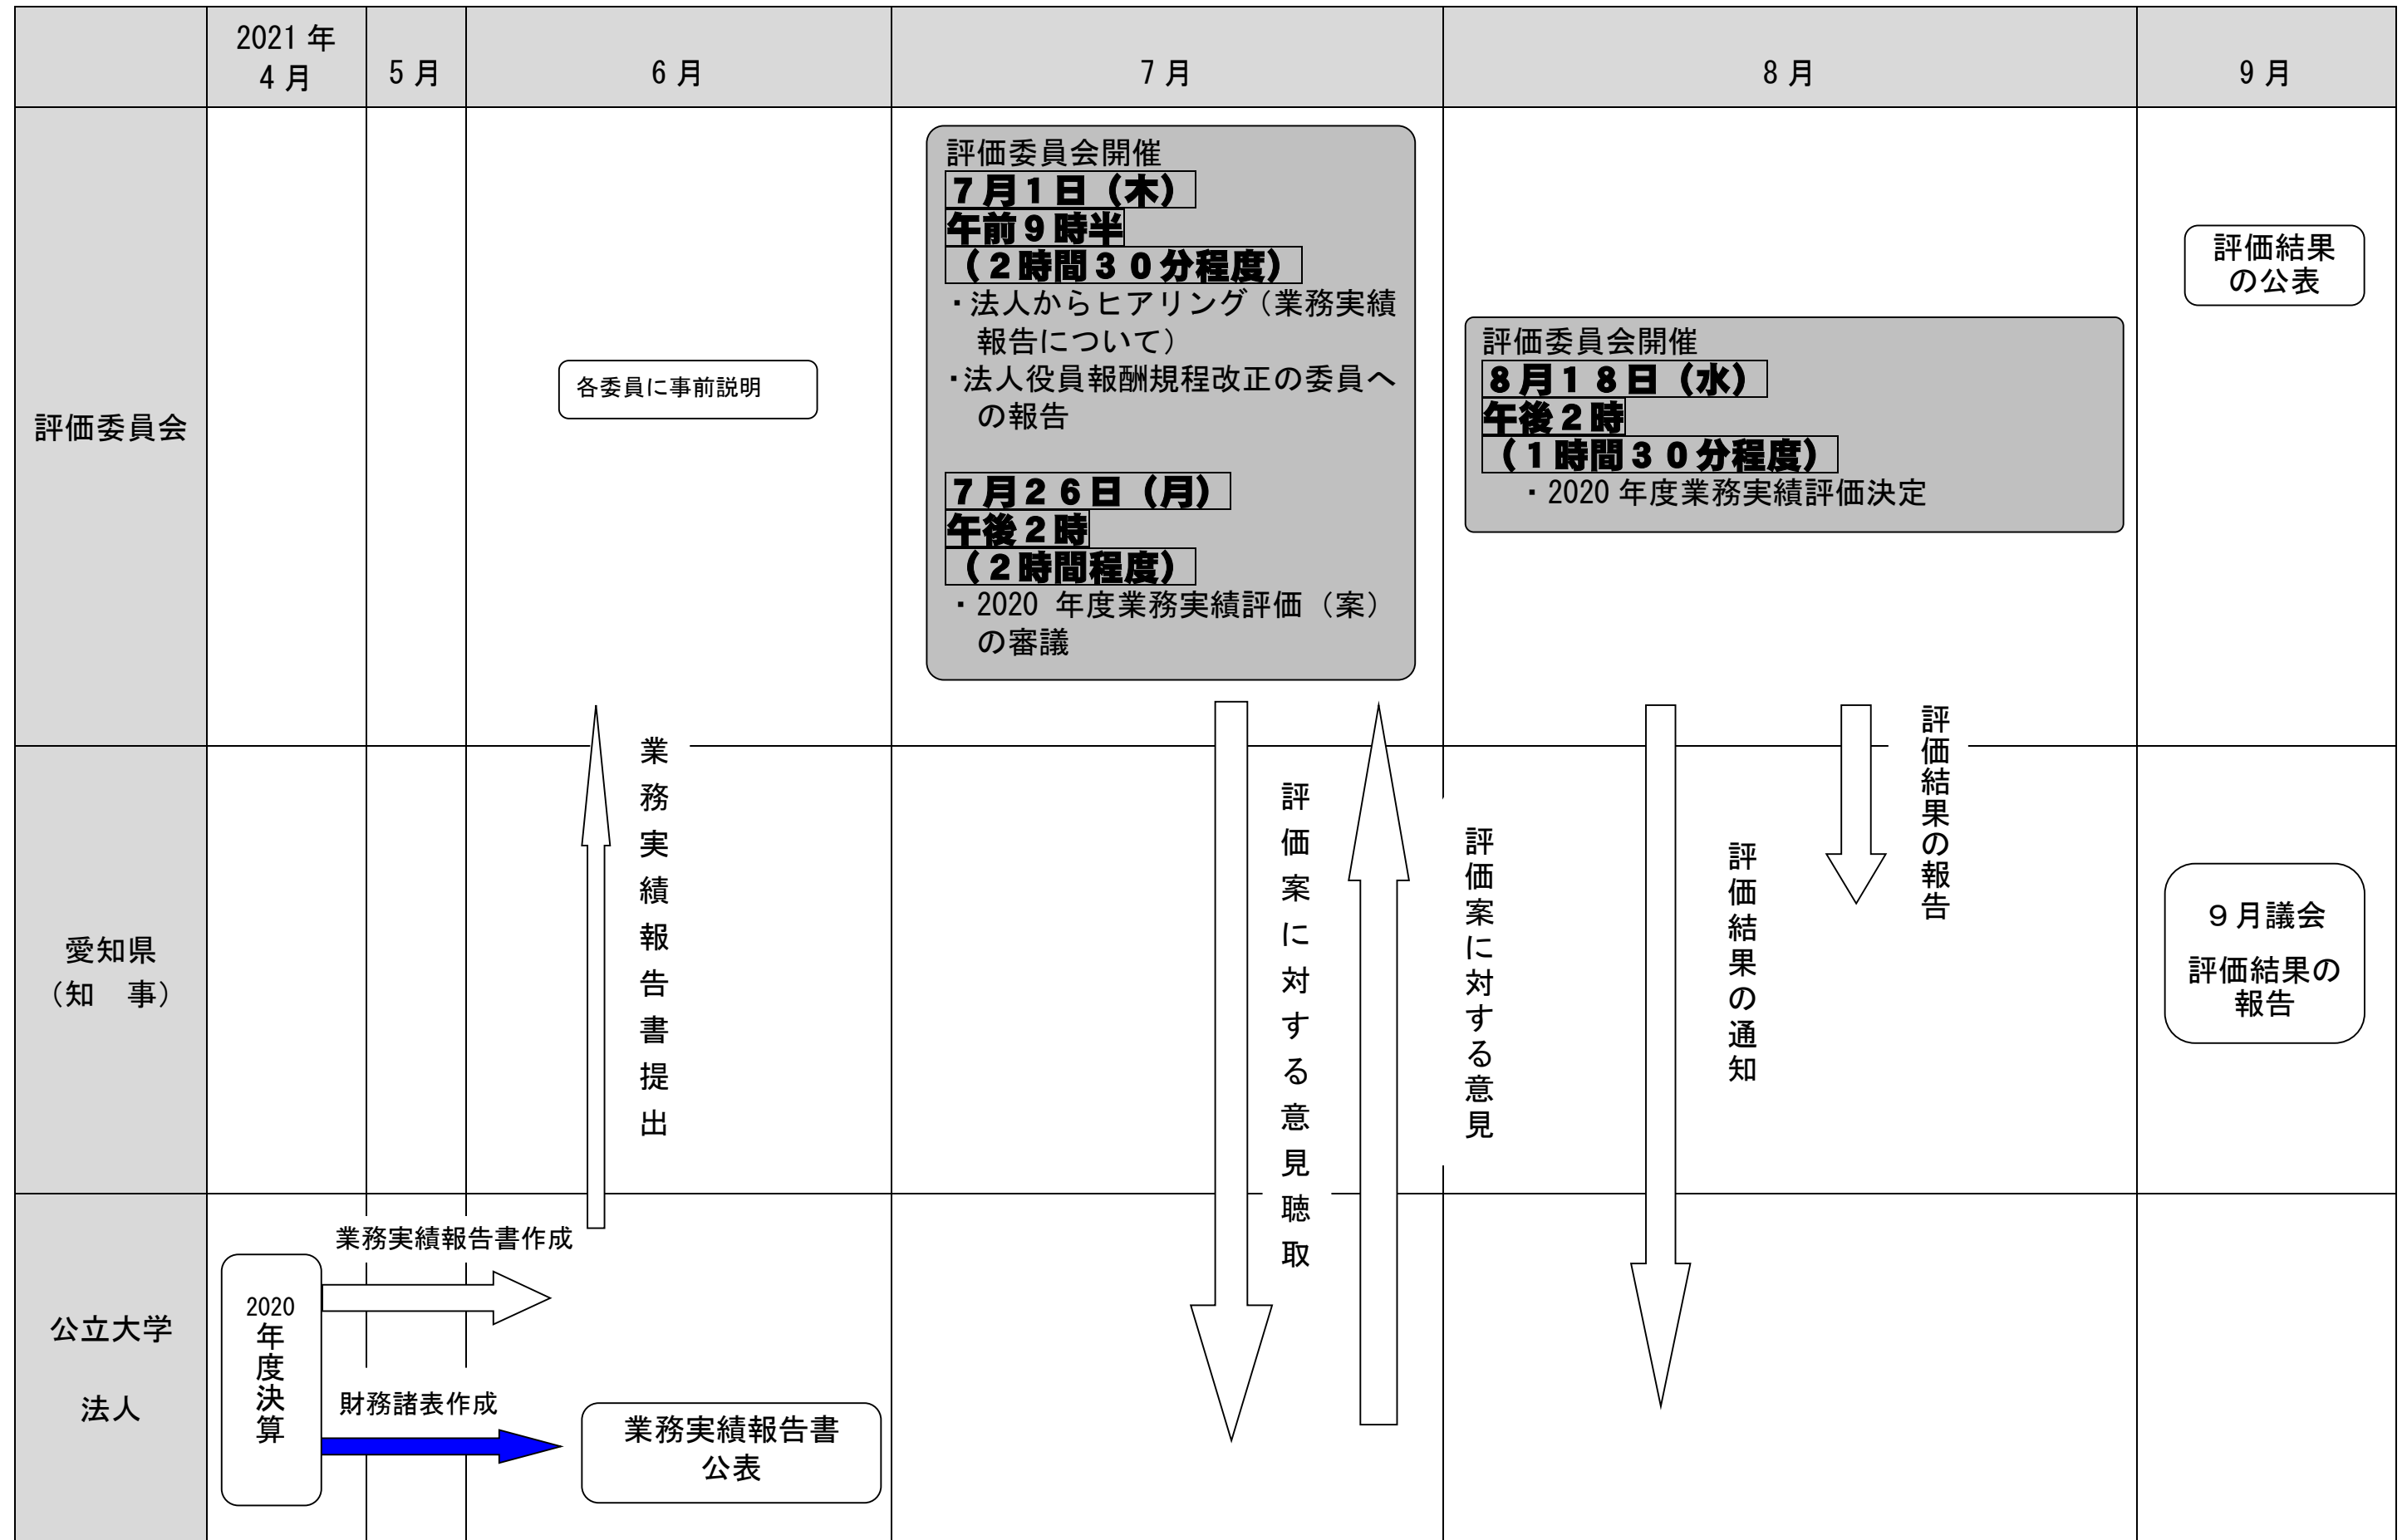 2021 年
4 月
5 月
6 月
7 月
8 月
9 月
評価委員会
各委員に事前説明
評価委員会開催
７月１日（木）
午前９時半
（２時間３０分程度）
・法人からヒアリング（業務実績
報告について）
・法人役員報酬規程改正の委員へ
の報告
７月２６日（月）
午後２時
（２時間程度）
・2020 年度業務実績評価（案）
の審議
評価委員会開催
８月１８日（水）
午後２時
（１時間３０分程度）
・2020 年度業務実績評価決定
評価結果
の公表
愛知県
（知　事）
業務実績報告書提出
評価案に対する意見聴取
評価案に対する意見
評価結果の通知
評価結果の報告
９月議会
評価結果の
報告
公立大学
法人
2020
年度決算
業務実績報告書作成
財務諸表作成
業務実績報告書
公表